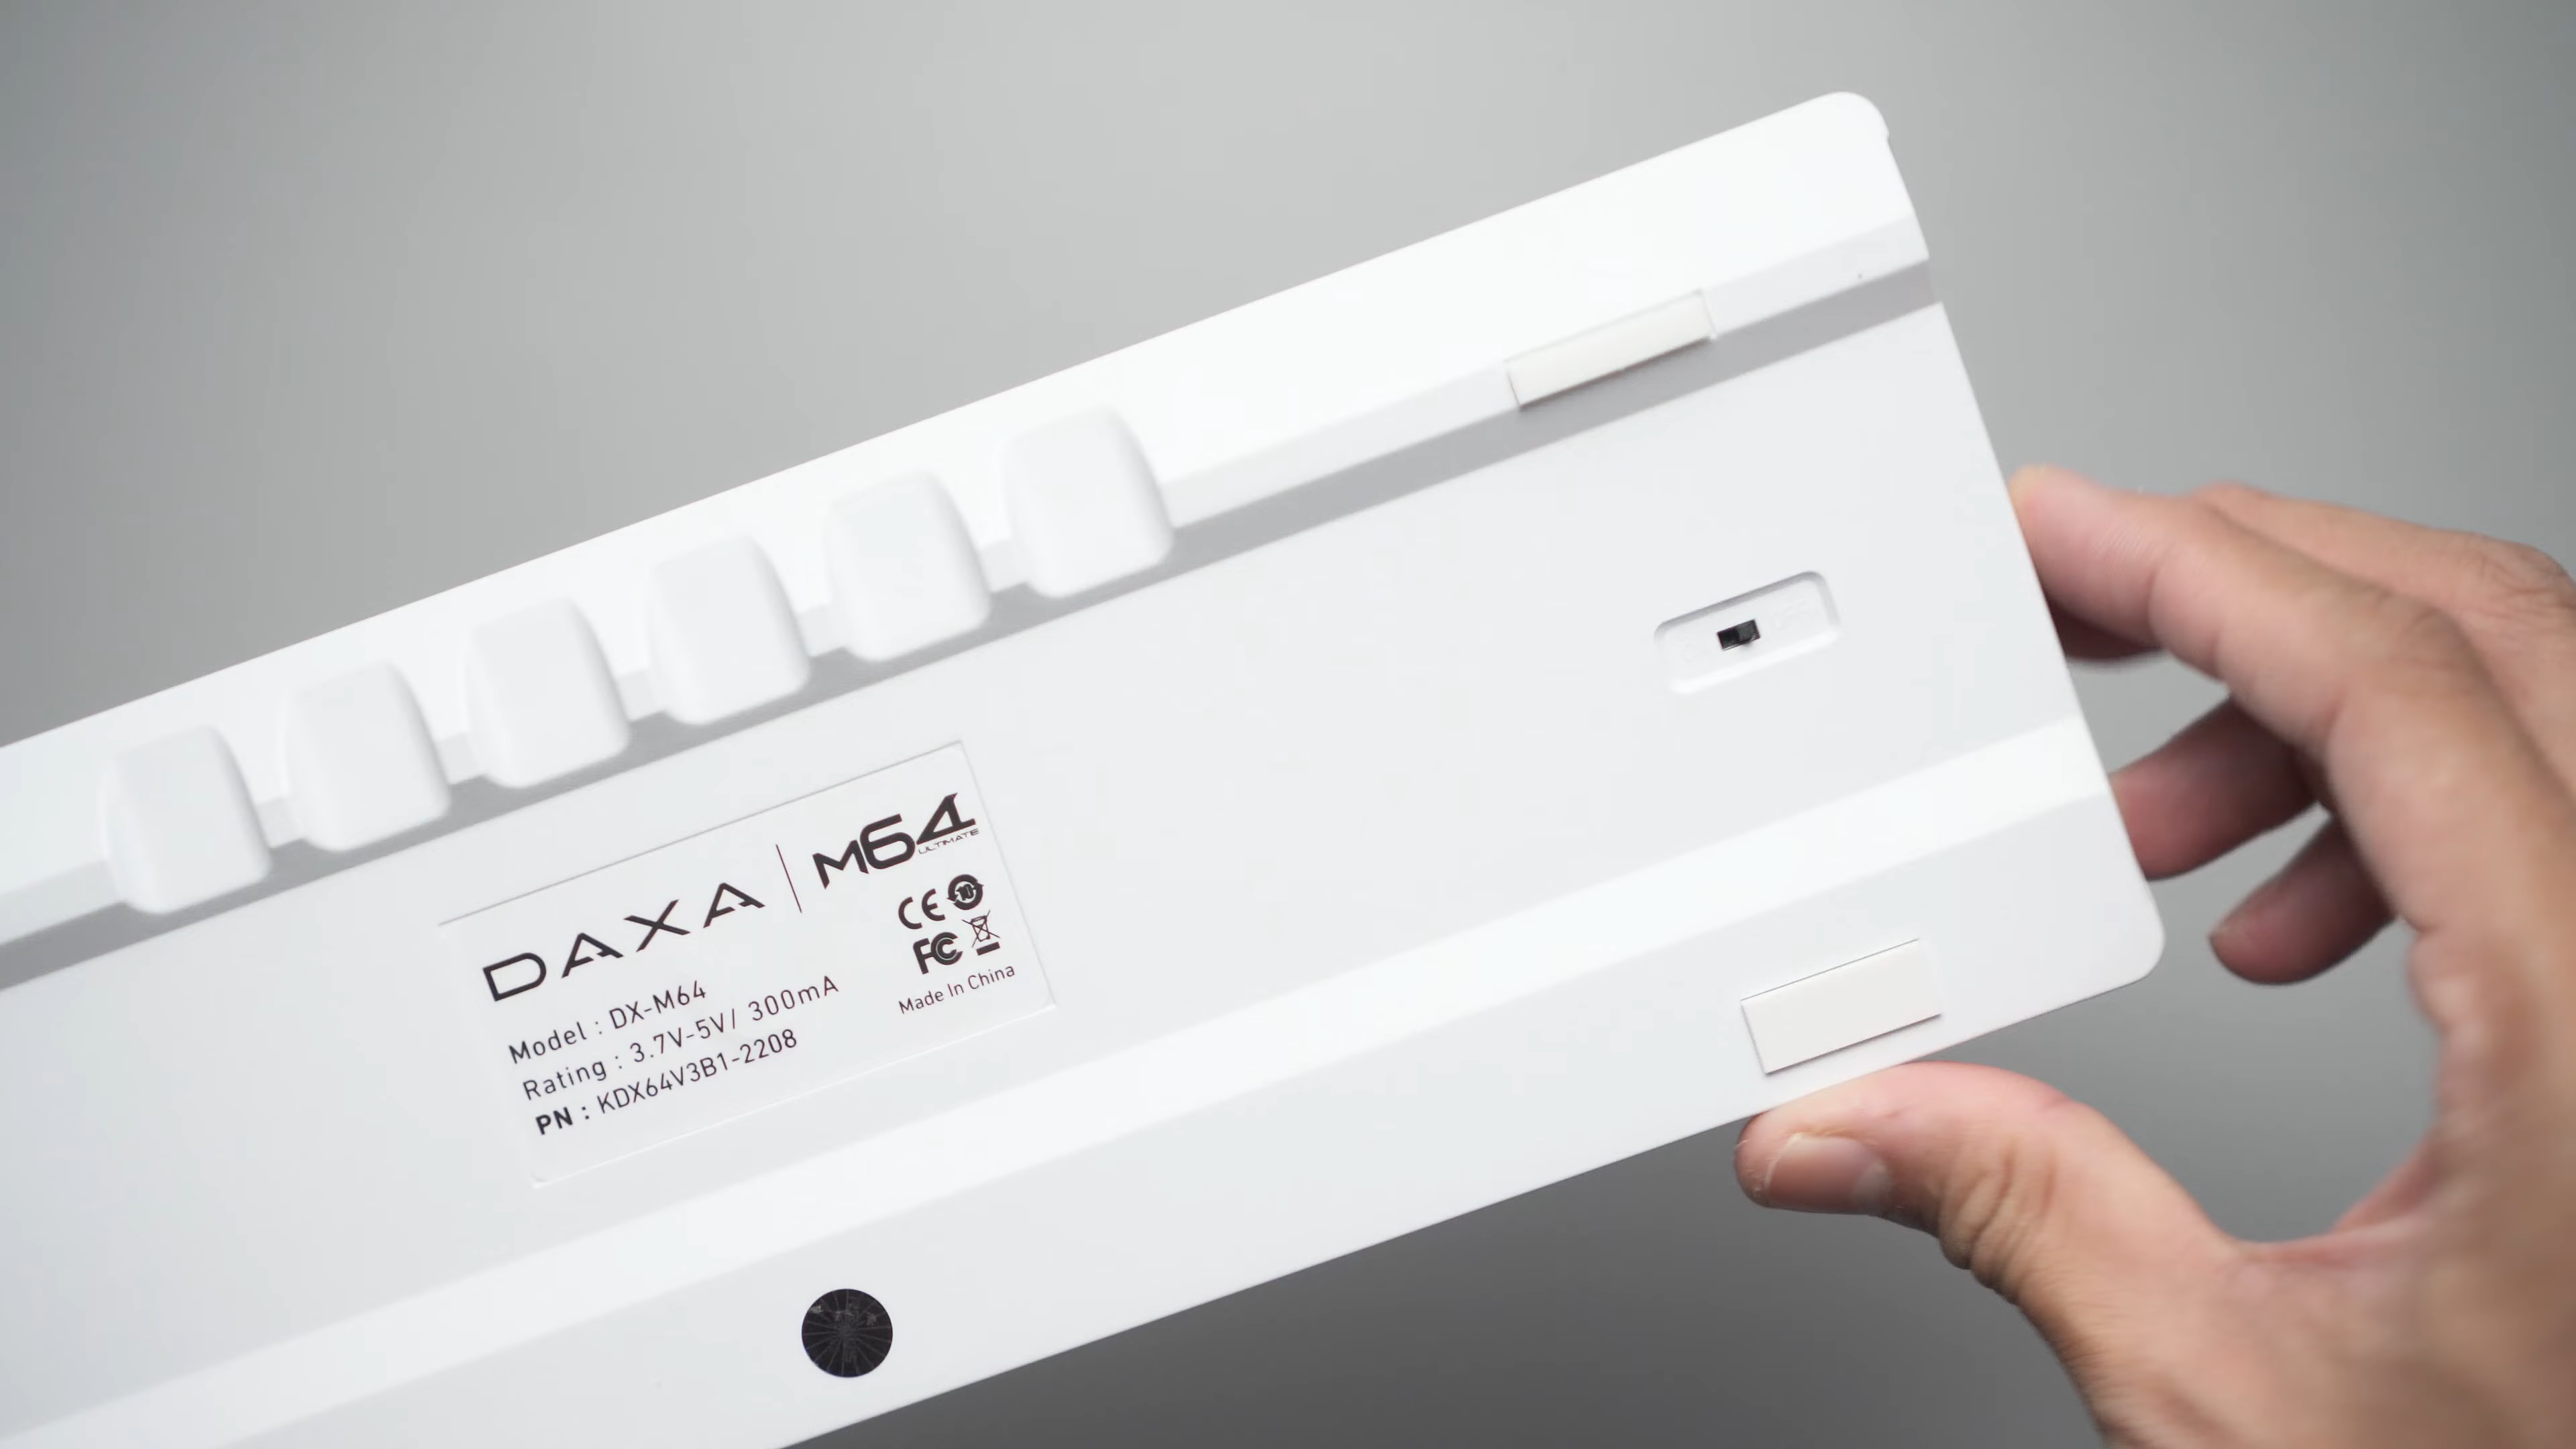 DAXA | M64
ULTIMATE
CE 10
FC
Made In China
Model : DX-M64
Rating : 3.7V-5V/ 300mA
PN : KDX64V3B1-2208